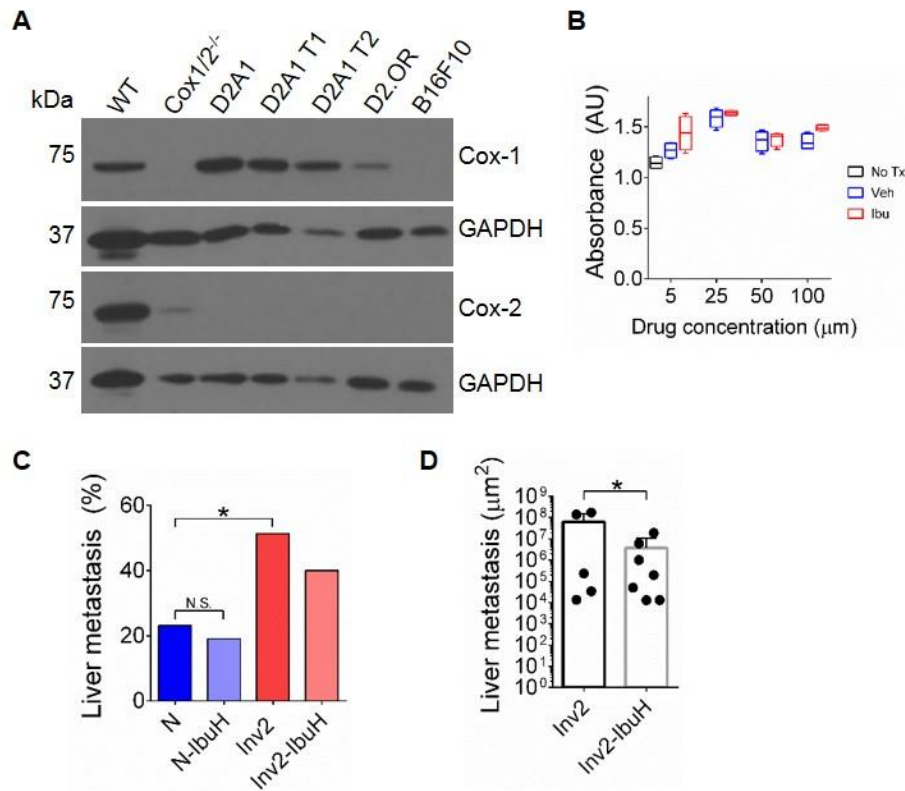 A
kDa
WT
Cox1/2-/-
D2A1
D2A1 T1
D2A1 T2
D2.OR
B16F10
75
Cox-1
37
GAPDH
75
Cox-2
37
GAPDH
B
Absorbance (AU)
1.5
1.0
0.0
5
25
50
100
Drug concentration (μm)
No Tx
Veh
Ibu
C
Liver metastasis (%)
60
40
20
0
*
N.S.
N
N-IbuH
Inv2
Inv2-IbuH
D
Liver metastasis (μm²)
10⁹
10⁸
10⁷
10⁶
10⁵
10⁴
10³
10²
10¹
10⁰
*
Inv2
Inv2-IbuH